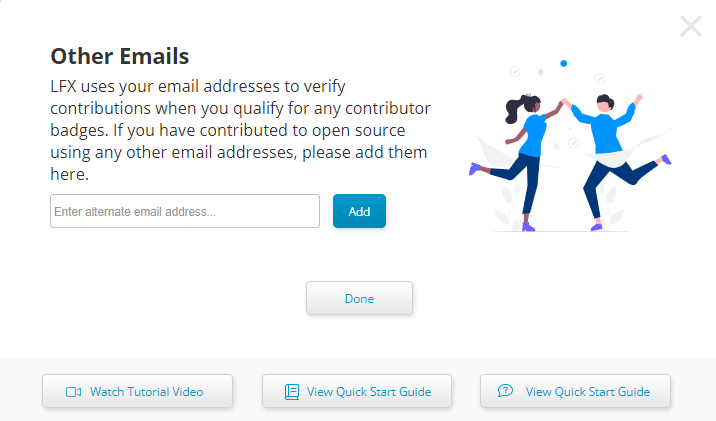 Other Emails
LFX uses your email addresses to verify
contributions when you qualify for any contributor
badges. If you have contributed to open source
using any other email addresses, please add them
here.
Enter alternate email address...
Add
Done
Watch Tutorial Video
View Quick Start Guide
View Quick Start Guide